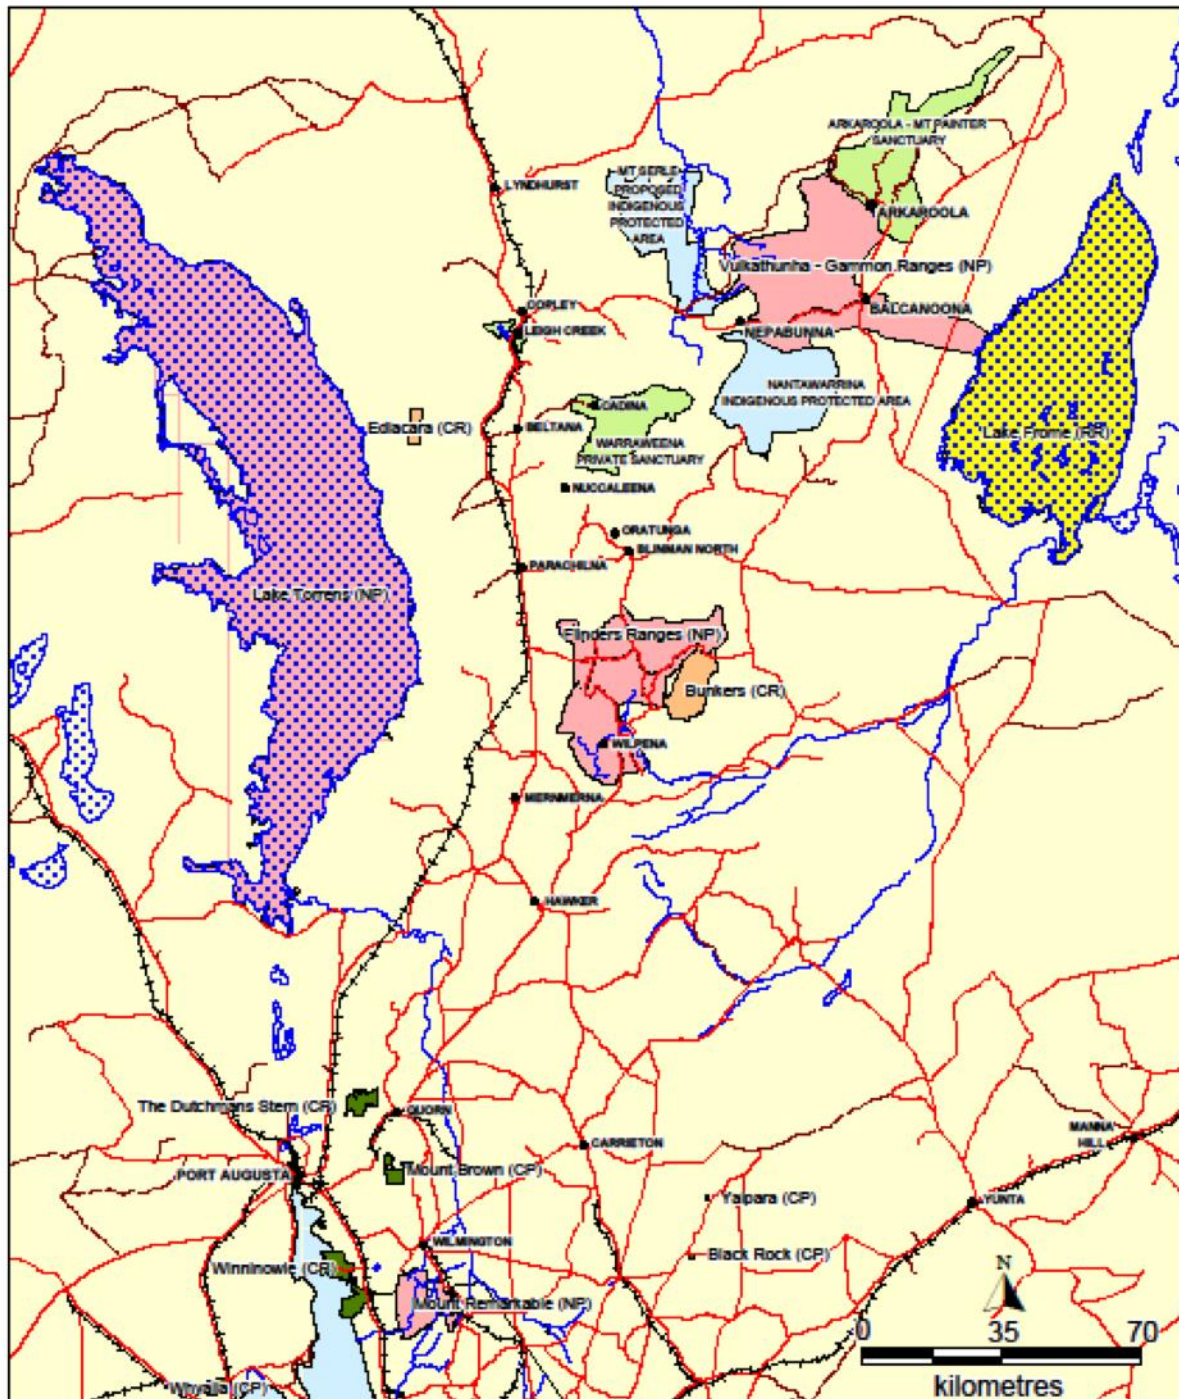 ARKAROOLA - MT PAINTER
SANCTUARY
MT SERLE
PROPOSED
INDIGENOUS
PROTECTED
AREA
LYNDHURST
ARKAROOLA
Vulkathunha - Gammon Ranges (NP)
COPLEY
BALCANOONA
LEIGH CREEK
NEPABUNNA
NANTAWARRINA
INDIGENOUS PROTECTED AREA
CADINA
Ediacara (CR)
BELTANA
WARRAWEENA
PRIVATE SANCTUARY
Lake Frome (RR)
NUCCALEENA
ORATUNGA
BLINMAN NORTH
PARACHILNA
Lake Torrens (NP)
Flinders Ranges (NP)
Bunkers (CR)
WILPENA
MERNMERNA
HAWKER
The Dutchmans Stern (CR)
QUORN
MANNA
HILL
CARRIETON
PORT AUGUSTA
Mount Brown (CP)
Yalpara (CP)
YUNTA
WILMINGTON
Black Rock (CP)
Winninowie (CR)
N
Mount Remarkable (NP)
0 35 70
kilometres
Whyalla (CP)